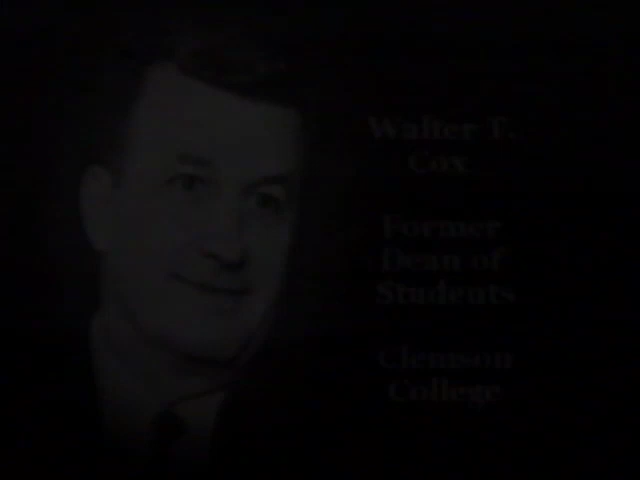 Walter T.
Cox
Former
Dean of
Students
Clemson
College